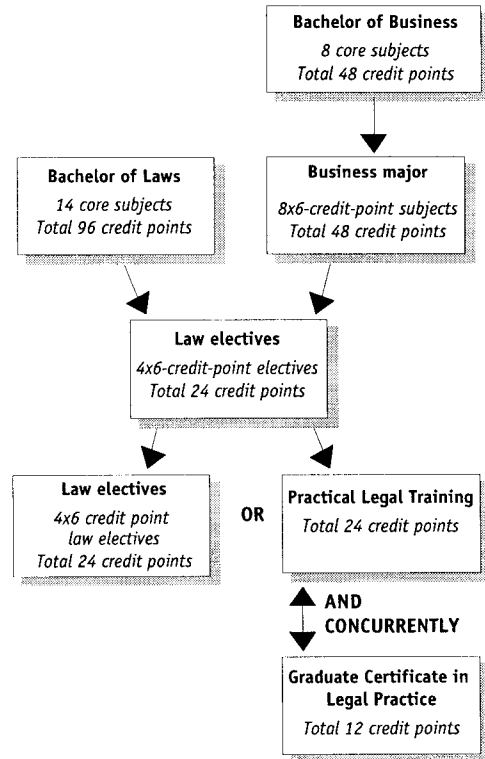 Bachelor of Business
8 core subjects
Total 48 credit points
Bachelor of Laws
14 core subjects
Total 96 credit points
Business major
8x6-credit-point subjects
Total 48 credit points
Law electives
4x6-credit-point electives
Total 24 credit points
Law electives
4x6 credit point
law electives
Total 24 credit points
OR
Practical Legal Training
Total 24 credit points
AND
CONCURRENTLY
Graduate Certificate in
Legal Practice
Total 12 credit points